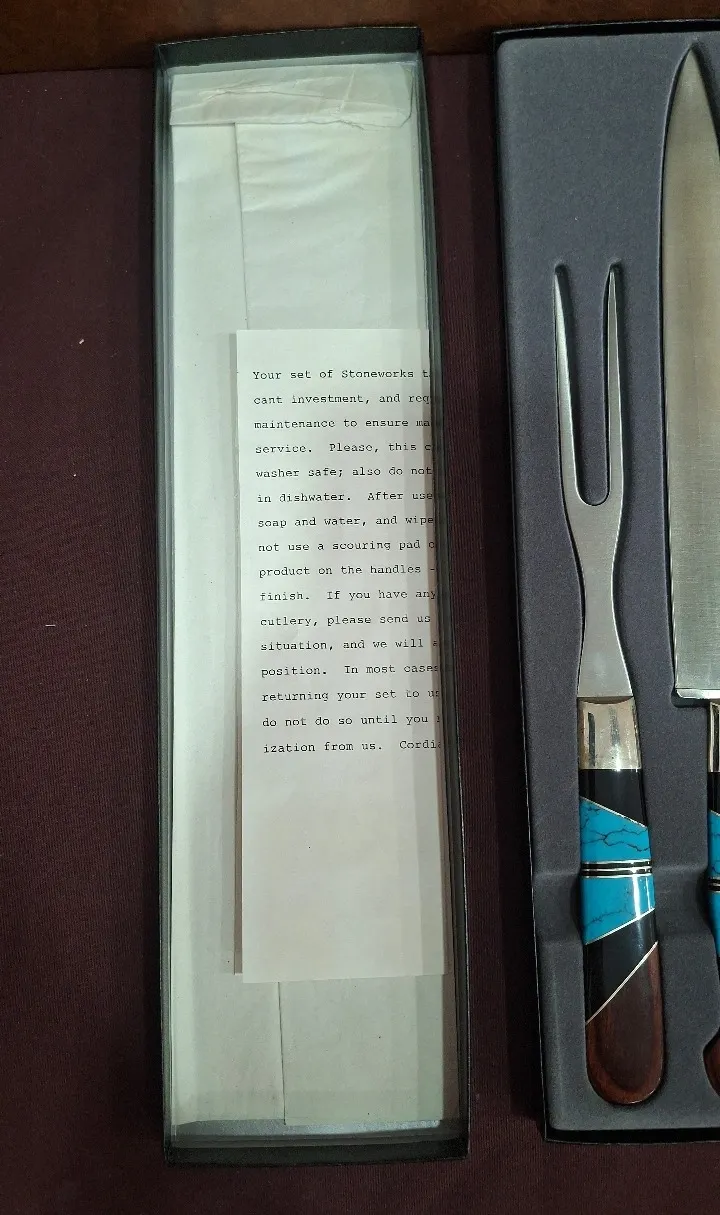 Your set of Stoneworks
cant investment, and req
maintenance to ensure ma
service. Please, this c
washer safe; also do not
in dishwater. After use
soap and water, and wipe
not use a scouring pad
product on the handles -
finish. If you have any
cutlery, please send us
situation, and we will a
position. In most cases
returning your set to us
do not do so until you
ization from us. Cordia